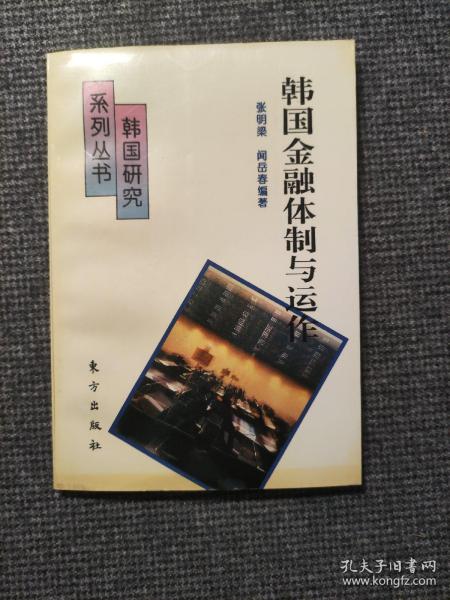 韩国金融体制与运作
张明梁 闻岳春编著
韩国研究
系列丛书
東方出版社
孔夫子旧书网
www.kongfz.com